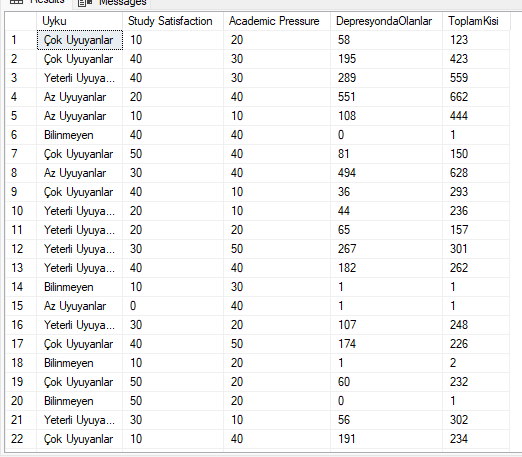 Results Messages
Uyku Study Satisfaction Academic Pressure DepresyondaOlanlar ToplamKisi
1 Çok Uyuyanlar 10 20 58 123
2 Çok Uyuyanlar 40 30 195 423
3 Yeterli Uyuya... 40 30 289 559
4 Az Uyuyanlar 20 40 551 662
5 Az Uyuyanlar 10 10 108 444
6 Bilinmeyen 40 40 0 1
7 Çok Uyuyanlar 50 40 81 150
8 Az Uyuyanlar 30 40 494 628
9 Çok Uyuyanlar 40 10 36 293
10 Yeterli Uyuya... 20 10 44 236
11 Yeterli Uyuya... 20 20 65 157
12 Yeterli Uyuya... 30 50 267 301
13 Yeterli Uyuya... 40 40 182 262
14 Bilinmeyen 10 30 1 1
15 Az Uyuyanlar 0 40 1 1
16 Yeterli Uyuya... 30 20 107 248
17 Çok Uyuyanlar 40 50 174 226
18 Bilinmeyen 10 20 1 2
19 Çok Uyuyanlar 50 20 60 232
20 Bilinmeyen 50 20 0 1
21 Yeterli Uyuya... 30 10 56 302
22 Çok Uyuyanlar 10 40 191 234